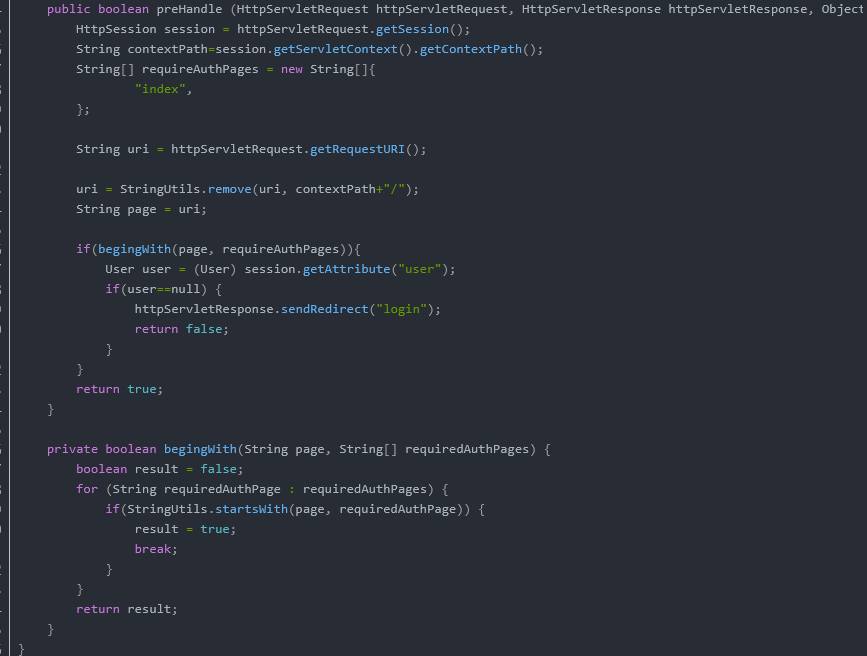 public boolean preHandle (HttpServletRequest httpServletRequest, HttpServletResponse httpServletResponse, Object
HttpSession session = httpServletRequest.getSession();
String contextPath=session.getServletContext().getContextPath();
String[] requireAuthPages = new String[]{
"index",
};
String uri = httpServletRequest.getRequestURI();
uri = StringUtils.remove(uri, contextPath+"/");
String page = uri;
if(begingWith(page, requireAuthPages)){
User user = (User) session.getAttribute("user");
if(user==null) {
httpServletResponse.sendRedirect("login");
return false;
}
}
return true;
}
private boolean begingWith(String page, String[] requiredAuthPages) {
boolean result = false;
for (String requiredAuthPage : requiredAuthPages) {
if(StringUtils.startsWith(page, requiredAuthPage)) {
result = true;
break;
}
}
return result;
}
}